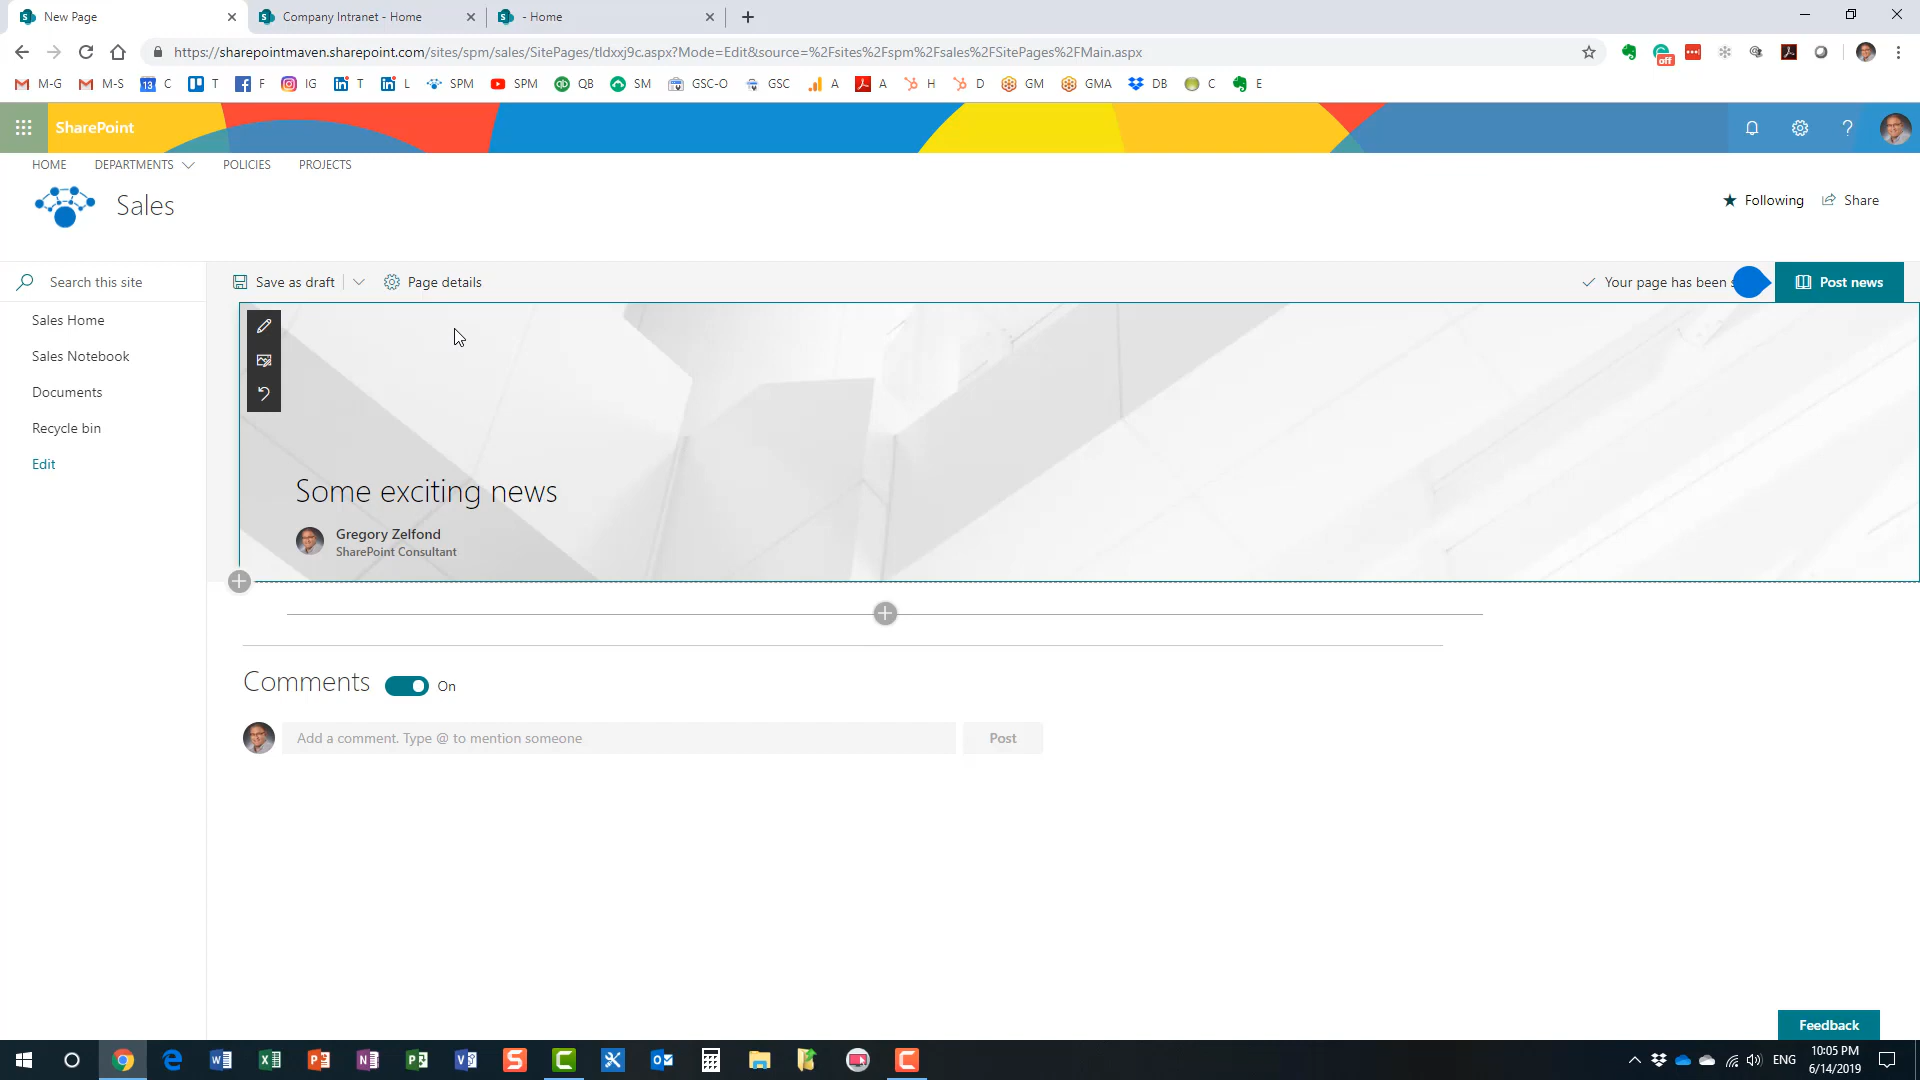 New Page
Company Intranet - Home
- Home
https://sharepointmaven.sharepoint.com/sites/spm/sales/SitePages/tldxxj9c.aspx?Mode=Edit&source=%2Fsites%2Fspm%2Fsales%2FSitePages%2FMain.aspx
off
M-G
M-S
13 C
T
F
IG
T
L
SPM
SPM
QB
SM
GSC-O
GSC
A
A
H
D
GM
GMA
DB
C
E
SharePoint
HOME DEPARTMENTS POLICIES PROJECTS
Sales
Following Share
Search this site
Save as draft Page details
Your page has been
Post news
Sales Home
Sales Notebook
Documents
Recycle bin
Edit
Some exciting news
Gregory Zelfond
SharePoint Consultant
Comments On
Add a comment. Type @ to mention someone
Post
Feedback
ENG
10:05 PM
6/14/2019